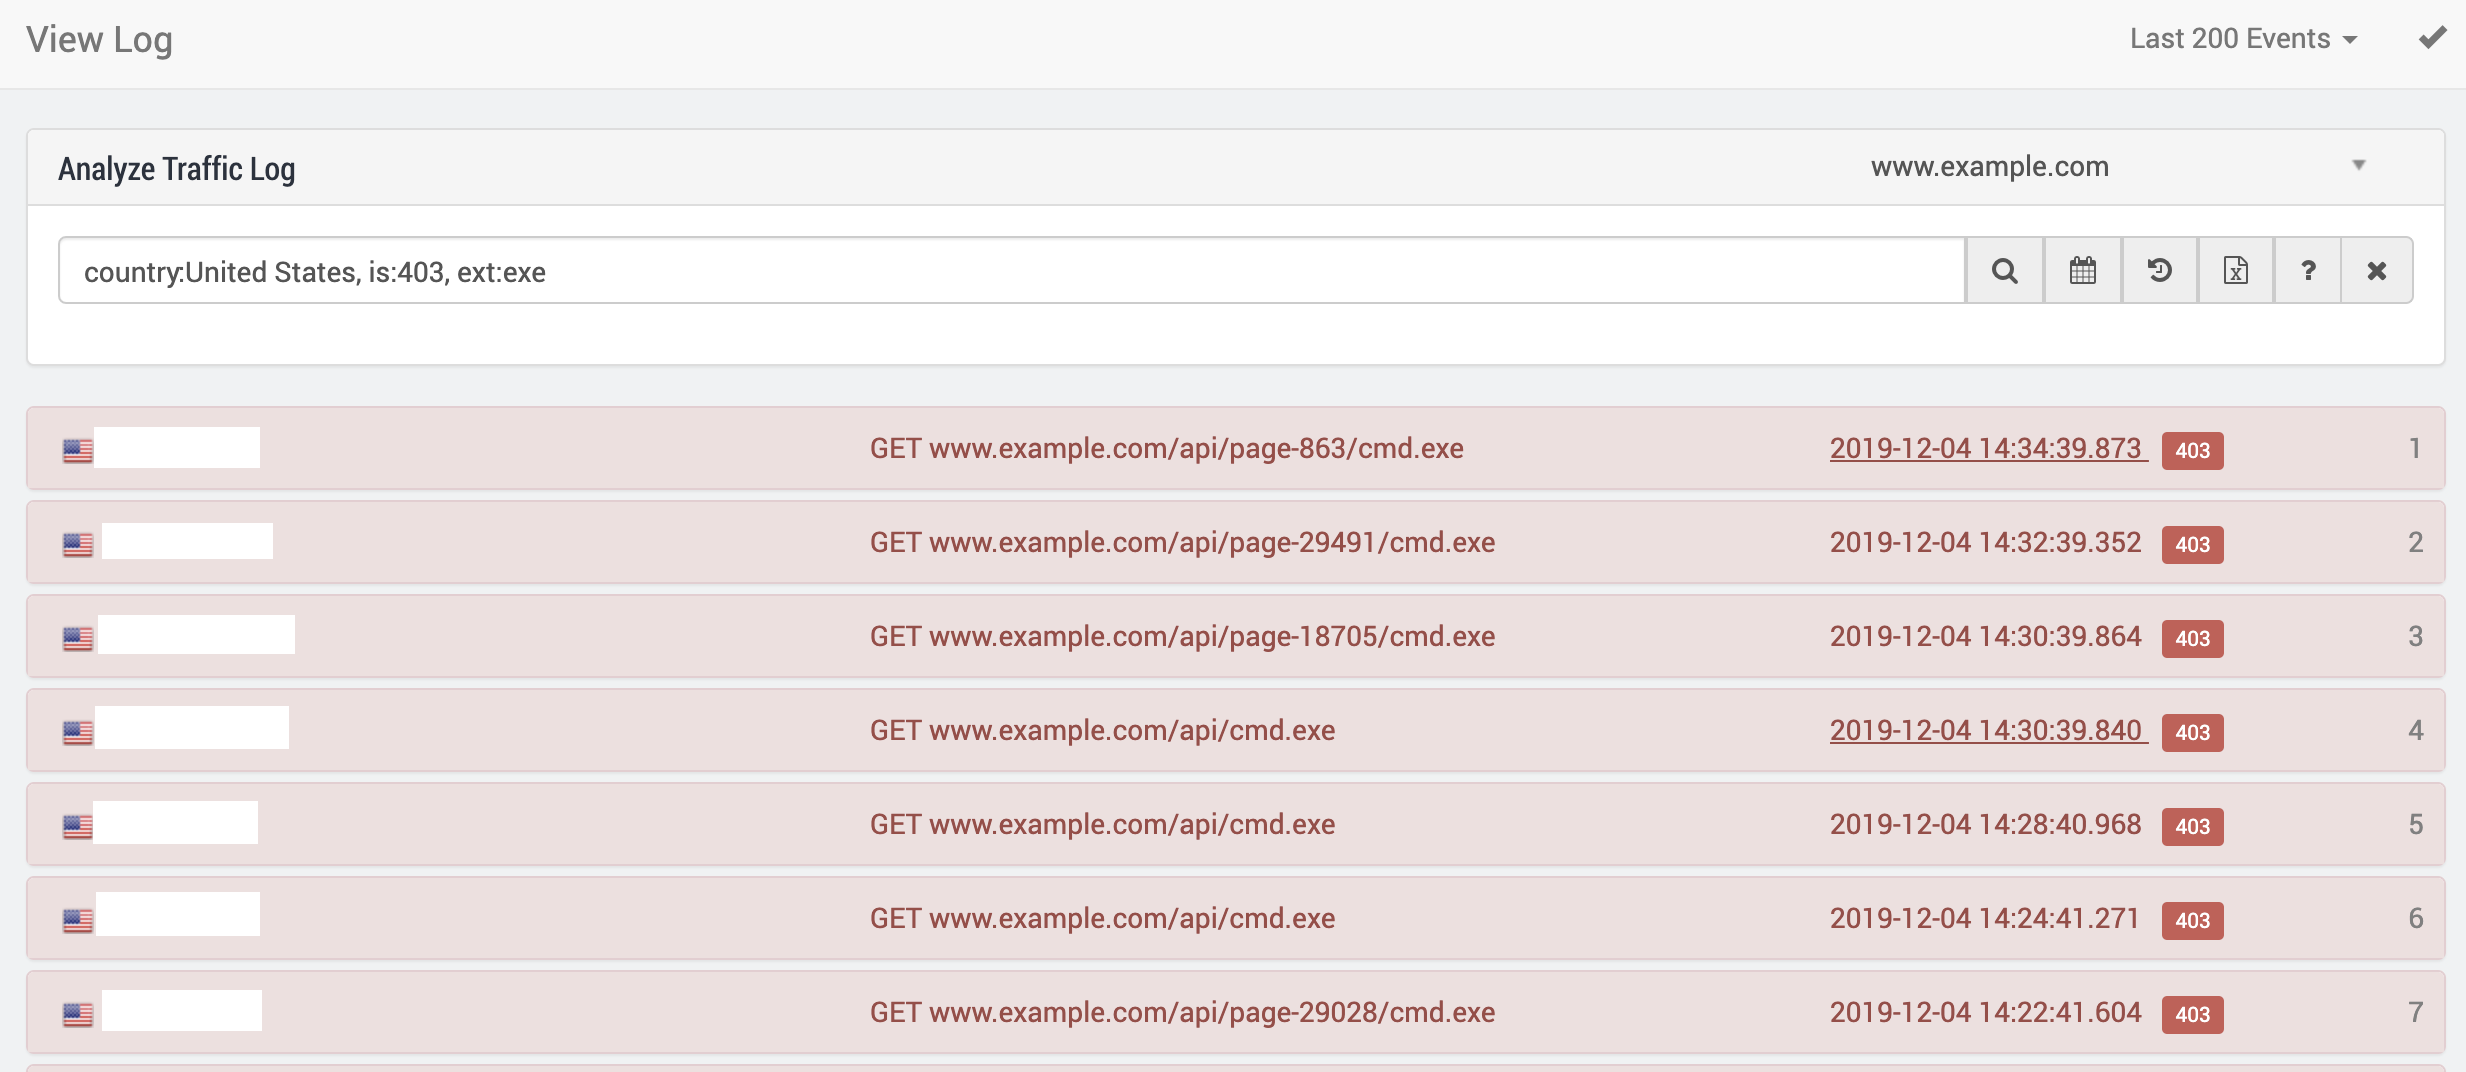 View Log
Last 200 Events
Analyze Traffic Log
www.example.com
country:United States, is:403, ext:exe
?
GET www.example.com/api/page-863/cmd.exe 2019-12-04 14:34:39.873 403 1
GET www.example.com/api/page-29491/cmd.exe 2019-12-04 14:32:39.352 403 2
GET www.example.com/api/page-18705/cmd.exe 2019-12-04 14:30:39.864 403 3
GET www.example.com/api/cmd.exe 2019-12-04 14:30:39.840 403 4
GET www.example.com/api/cmd.exe 2019-12-04 14:28:40.968 403 5
GET www.example.com/api/cmd.exe 2019-12-04 14:24:41.271 403 6
GET www.example.com/api/page-29028/cmd.exe 2019-12-04 14:22:41.604 403 7